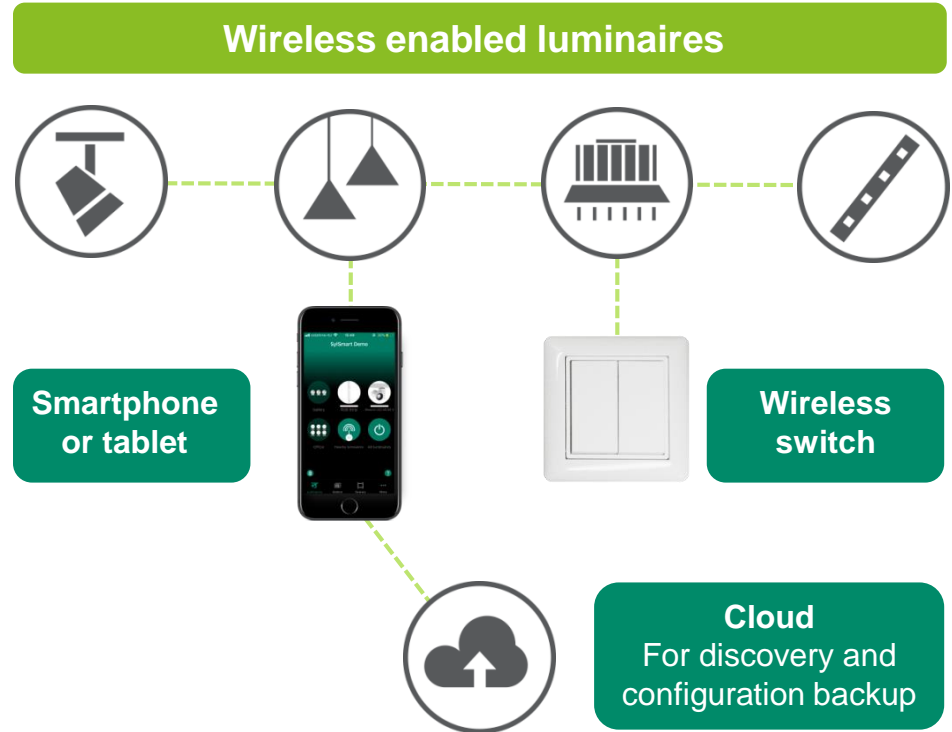 Wireless enabled luminaires
SylSmart Demo
Smartphone
or tablet
Wireless
switch
Cloud
For discovery and
configuration backup